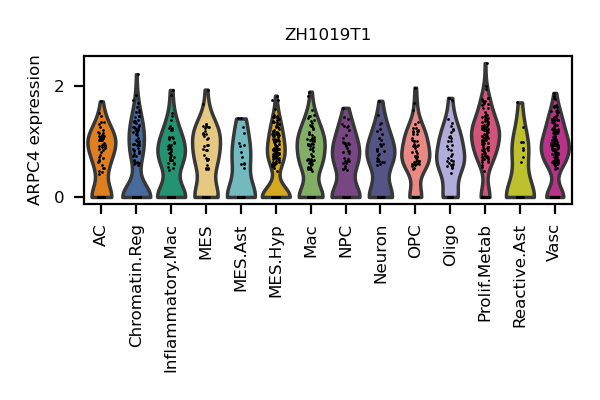 ZH1019T1
ARPC4 expression
2
0
AC
Chromatin.Reg
Inflammatory.Mac
MES
MES.Ast
MES.Hyp
Mac
NPC
Neuron
OPC
Oligo
Prolif.Metab
Reactive.Ast
Vasc